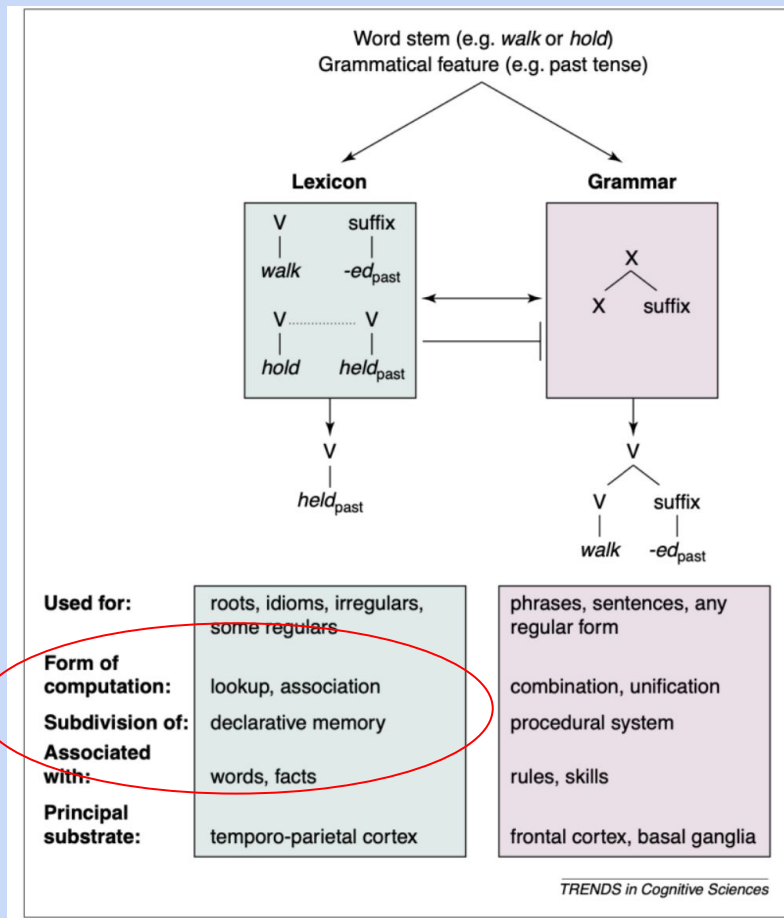 Word stem (e.g. walk or hold)
Grammatical feature (e.g. past tense)
Lexicon Grammar
V suffix
walk -edpast
X
X suffix
V V
hold heldpast
V
heldpast
V
V suffix
walk -edpast
Used for: roots, idioms, irregulars, phrases, sentences, any
some regulars regular form
Form of
computation: lookup, association combination, unification
Subdivision of: declarative memory procedural system
Associated
with: words, facts rules, skills
Principal
substrate: temporo-parietal cortex frontal cortex, basal ganglia
TRENDS in Cognitive Sciences